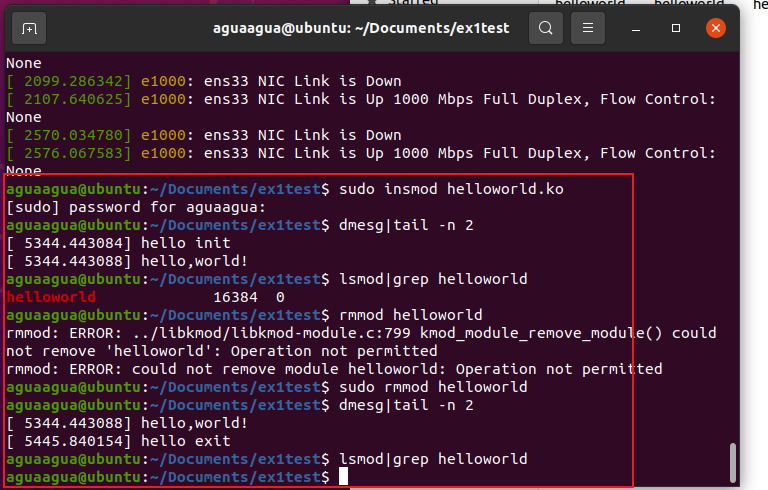 Starred
helloworld helloworld he
aguaagua@ubuntu: ~/Documents/ex1test
None
[ 2099.286342] e1000: ens33 NIC Link is Down
[ 2107.640625] e1000: ens33 NIC Link is Up 1000 Mbps Full Duplex, Flow Control:
None
[ 2570.034780] e1000: ens33 NIC Link is Down
[ 2576.067583] e1000: ens33 NIC Link is Up 1000 Mbps Full Duplex, Flow Control:
None
aguaagua@ubuntu:~/Documents/ex1test$ sudo insmod helloworld.ko
[sudo] password for aguaagua:
aguaagua@ubuntu:~/Documents/ex1test$ dmesg|tail -n 2
[ 5344.443084] hello init
[ 5344.443088] hello,world!
aguaagua@ubuntu:~/Documents/ex1test$ lsmod|grep helloworld
helloworld             16384  0
aguaagua@ubuntu:~/Documents/ex1test$ rmmod helloworld
rmmod: ERROR: ../libkmod/libkmod-module.c:799 kmod_module_remove_module() could
not remove 'helloworld': Operation not permitted
rmmod: ERROR: could not remove module helloworld: Operation not permitted
aguaagua@ubuntu:~/Documents/ex1test$ sudo rmmod helloworld
aguaagua@ubuntu:~/Documents/ex1test$ dmesg|tail -n 2
[ 5344.443088] hello,world!
[ 5445.840154] hello exit
aguaagua@ubuntu:~/Documents/ex1test$ lsmod|grep helloworld
aguaagua@ubuntu:~/Documents/ex1test$